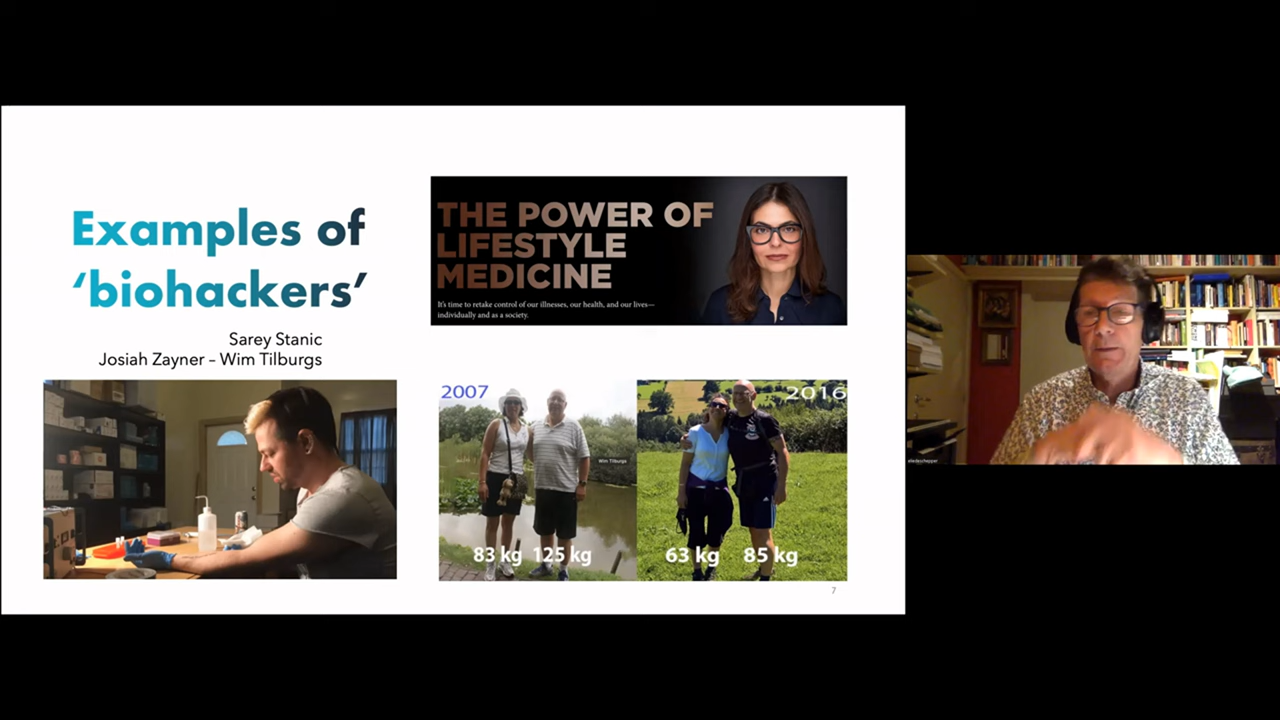 Examples of
‘biohackers’
Sarey Stanic
Josiah Zayner – Wim Tilburgs
THE POWER OF
LIFESTYLE
MEDICINE
It's time to retake control of our illnesses, our health, and our lives—
individually and as a society.
2007
Wim Tilburgs
83 kg 125 kg
2016
63 kg 85 kg
7